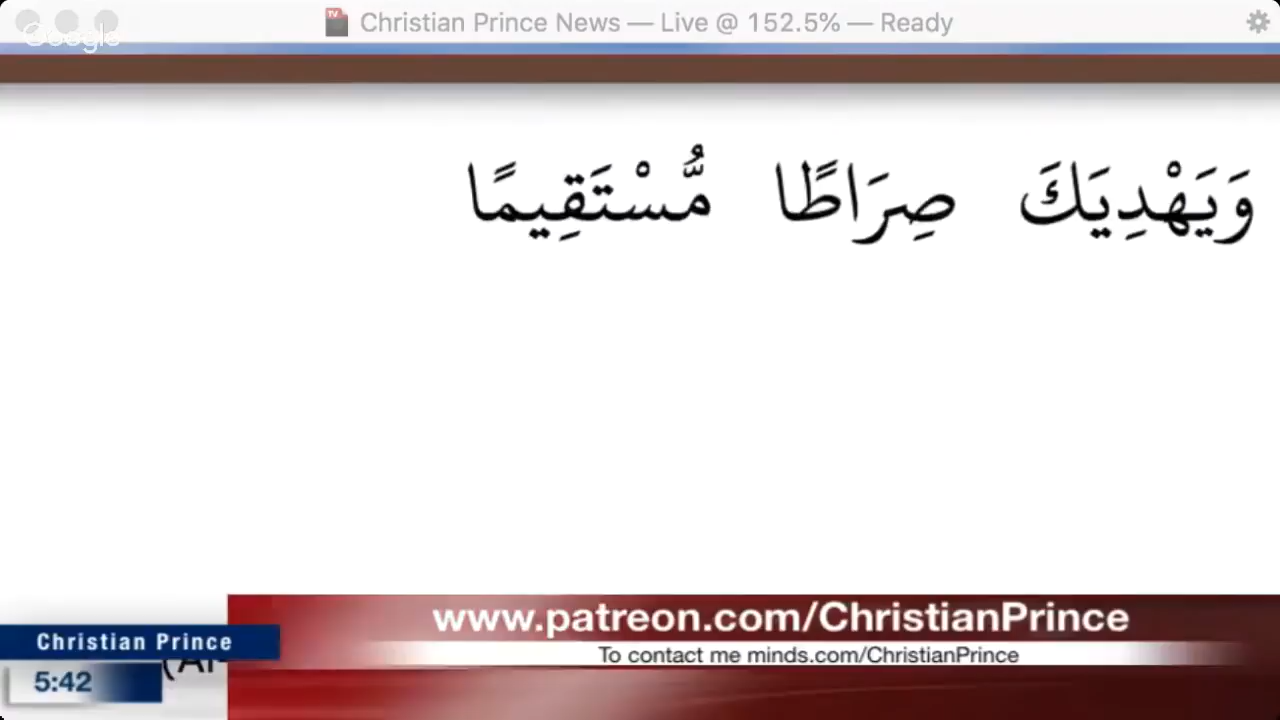 Christian Prince News — Live @ 152.5% — Ready
Google
وَيَهْدِيَكَ صِرَاطًا مُّسْتَقِيمًا
www.patreon.com/ChristianPrince
Christian Prince
To contact me minds.com/ChristianPrince
5:42